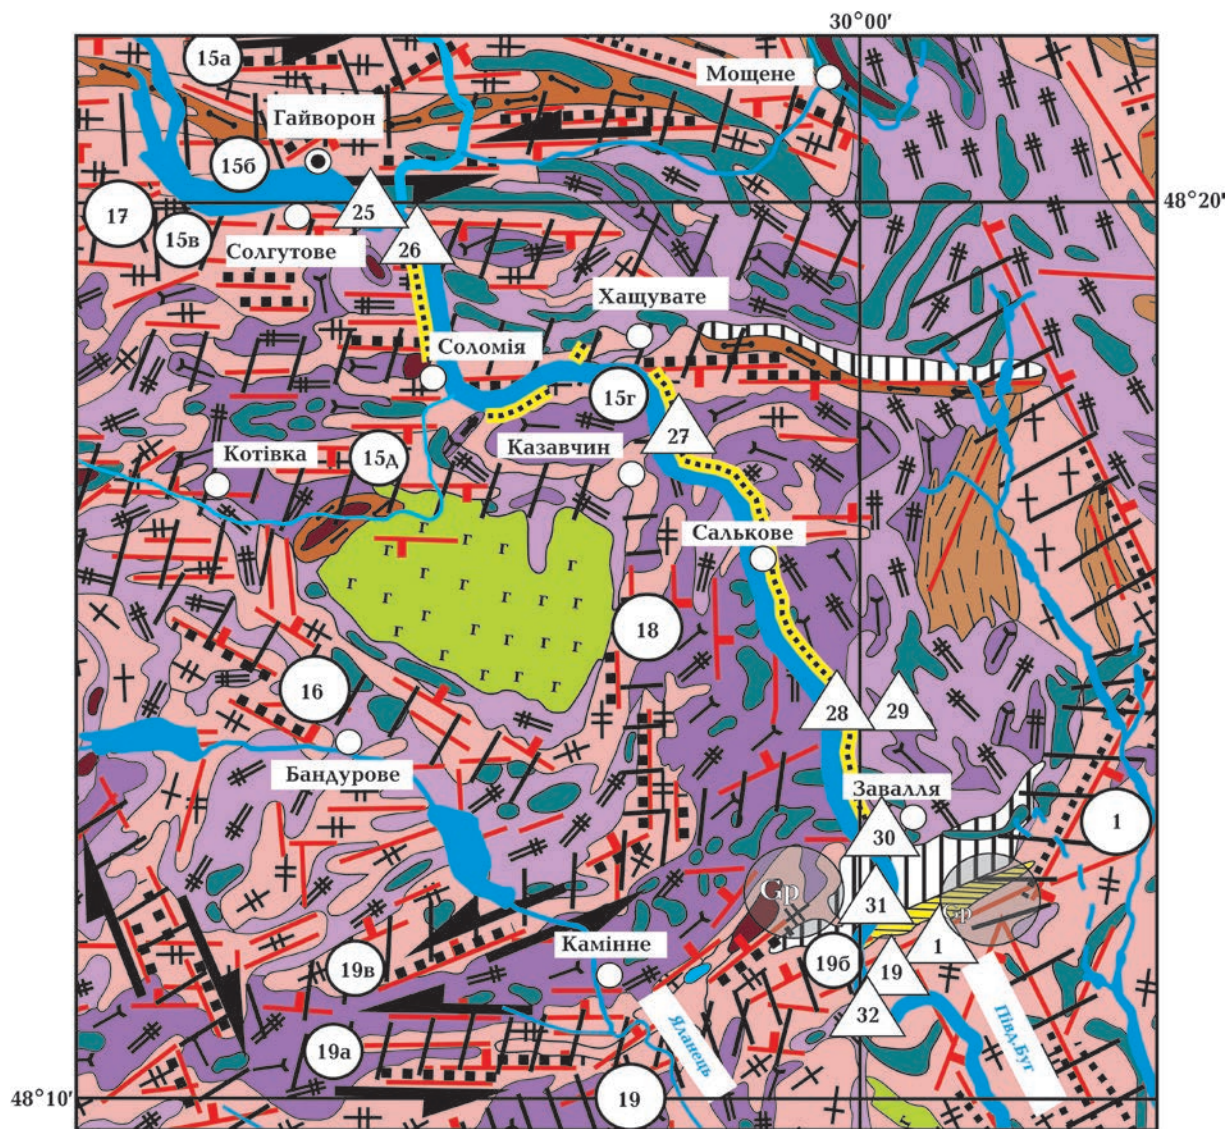 30°00′
15а
Мощене
Гайворон
15б
48°20′
17
25
15в
Солгутове
26
Хащувате
Соломія
15г
27
Казавчин
Котівка
15д
Салькове
г г г
г
г г
г г г г г
г г г г
г г г г
г г г
18
16
28
29
Бандурове
Завалля
1
30
Gp
31
Gp
Камінне
19в
19б
1
19
32
Яланець
Півд.Буг
19а
48°10′
19
г